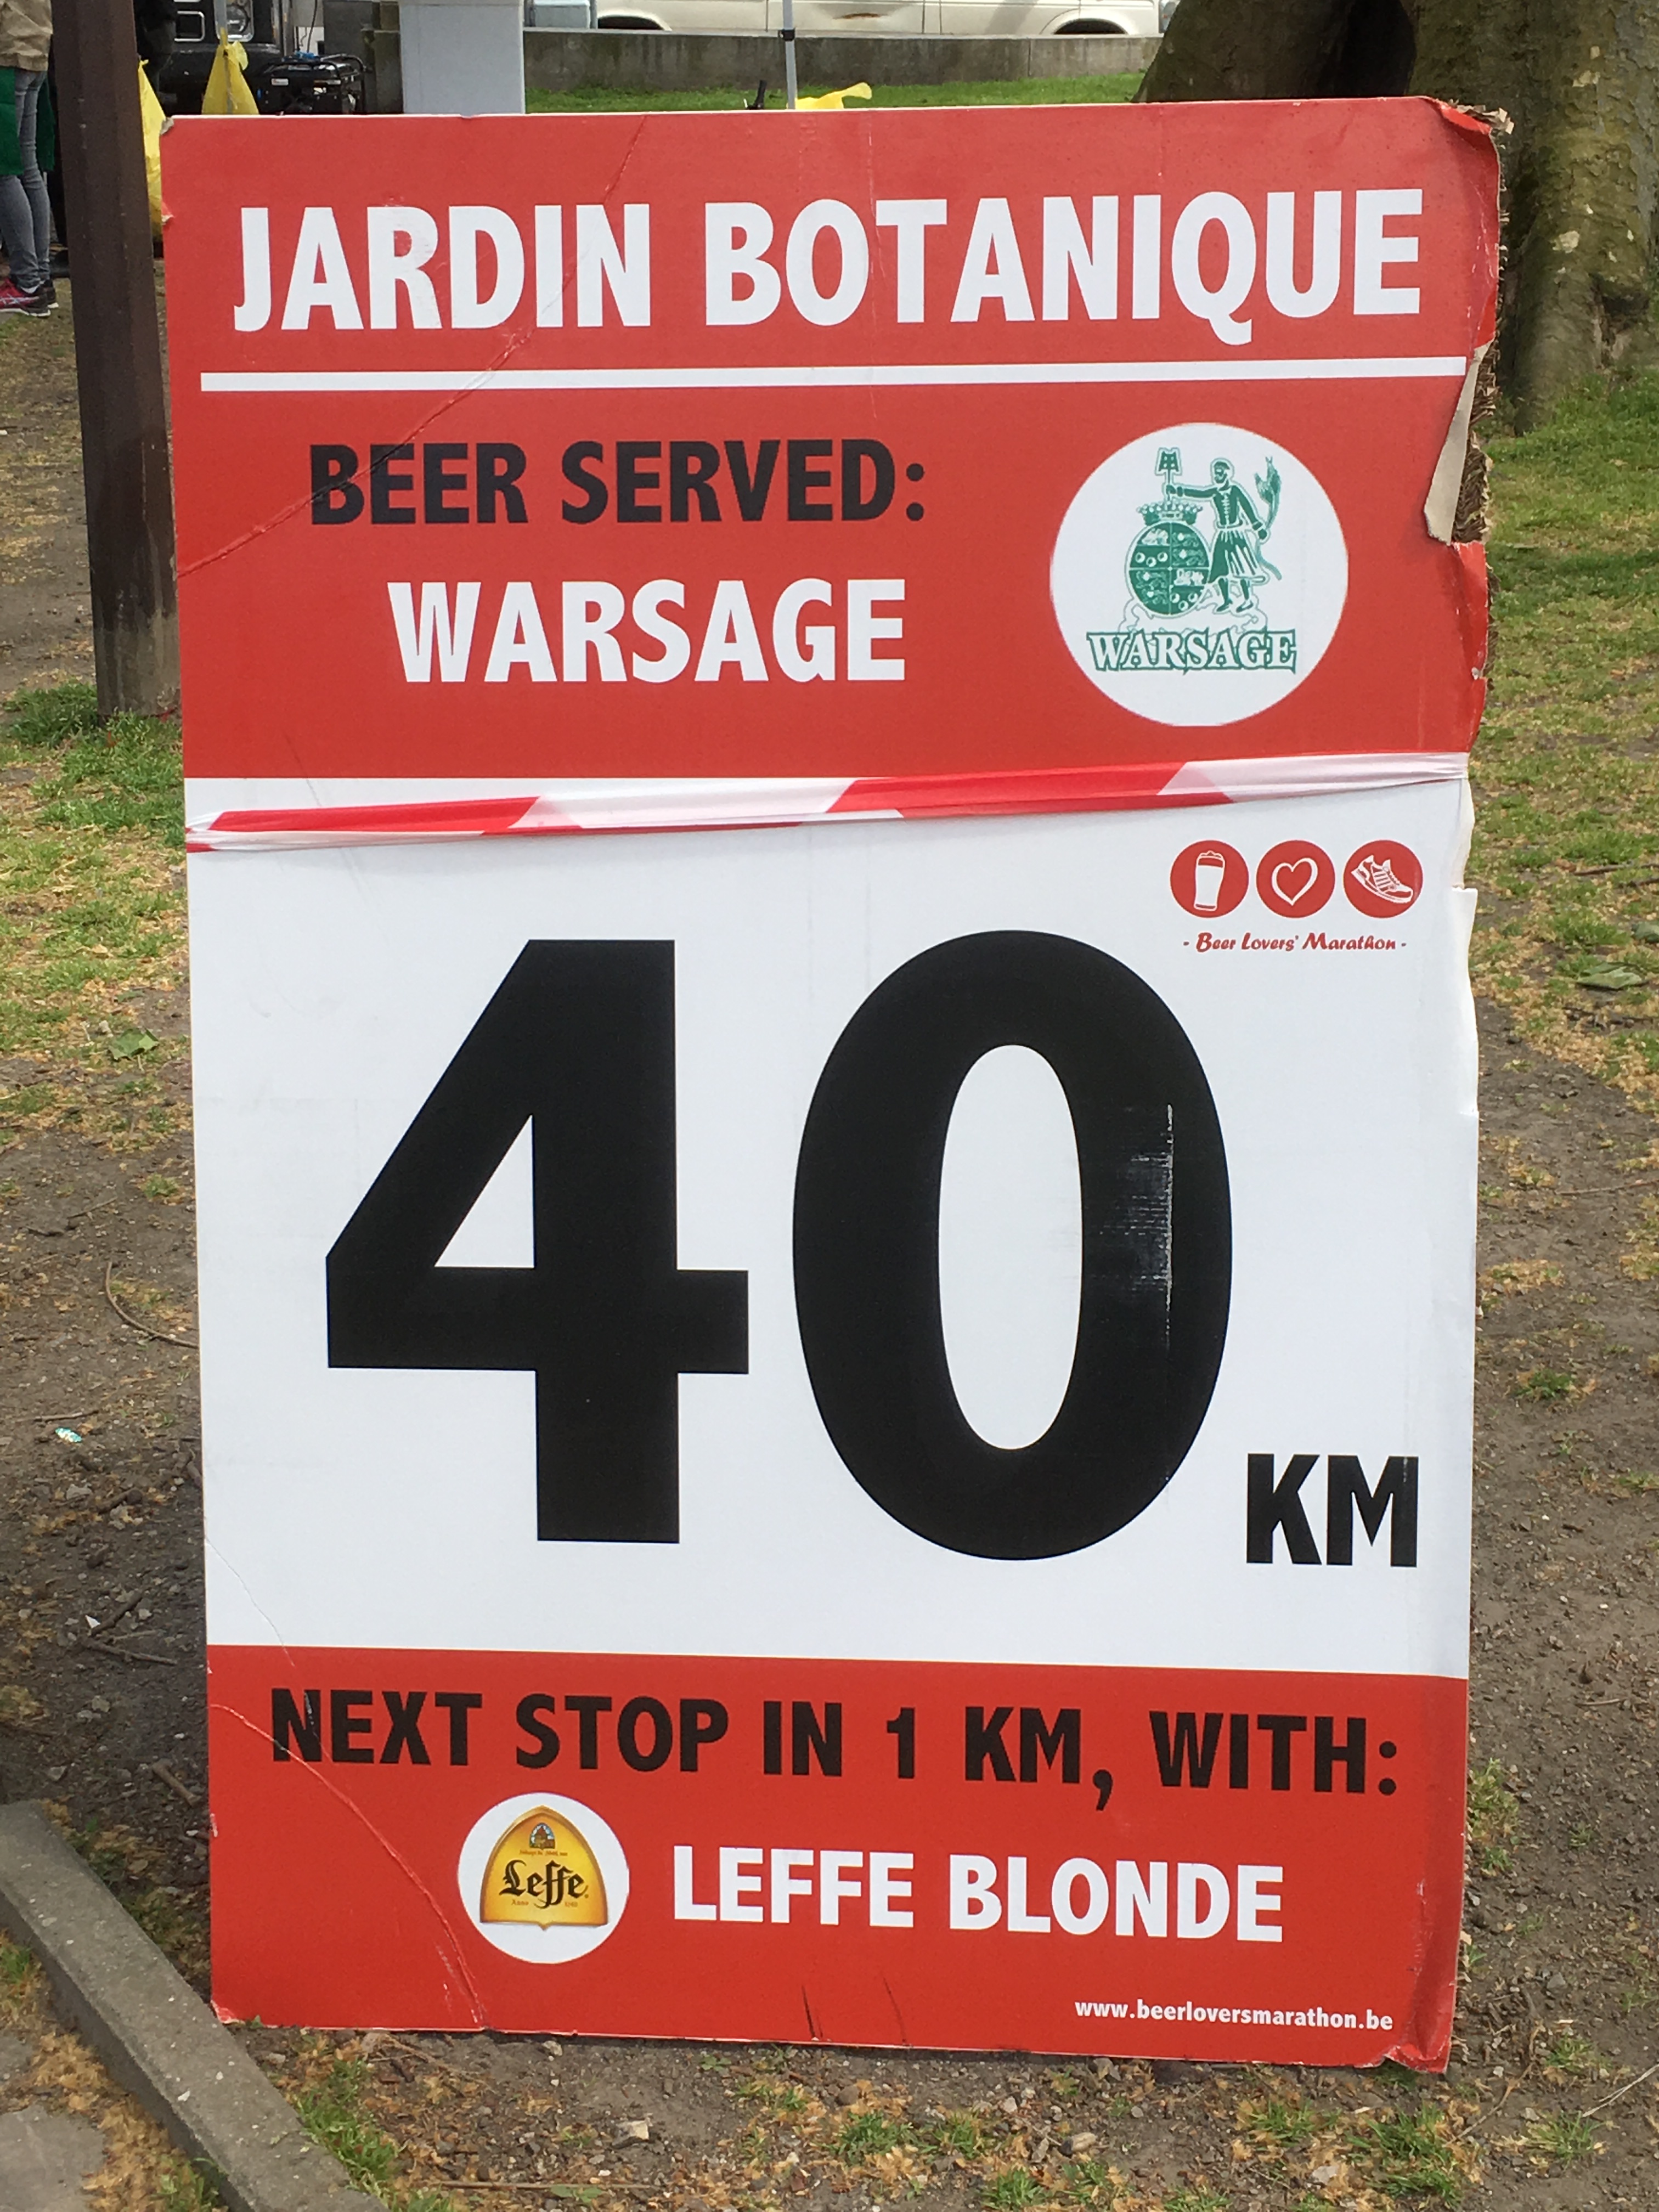 JARDIN BOTANIQUE
BEER SERVED:
WARSAGE
WARSAGE
- Beer Lovers' Marathon -
40
KM
NEXT STOP IN 1 KM, WITH:
Leffe
LEFFE BLONDE
www.beerloversmarathon.be